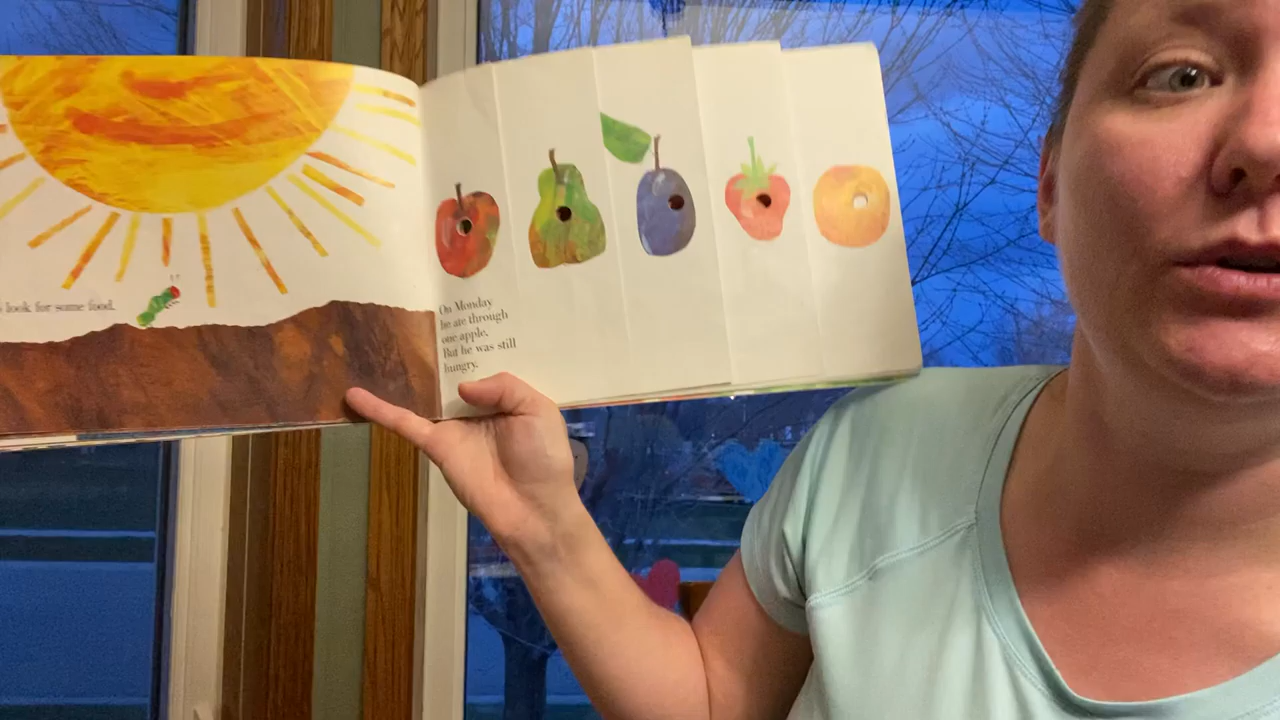 look for some food.
On Monday
he ate through
one apple.
But he was still
hungry.